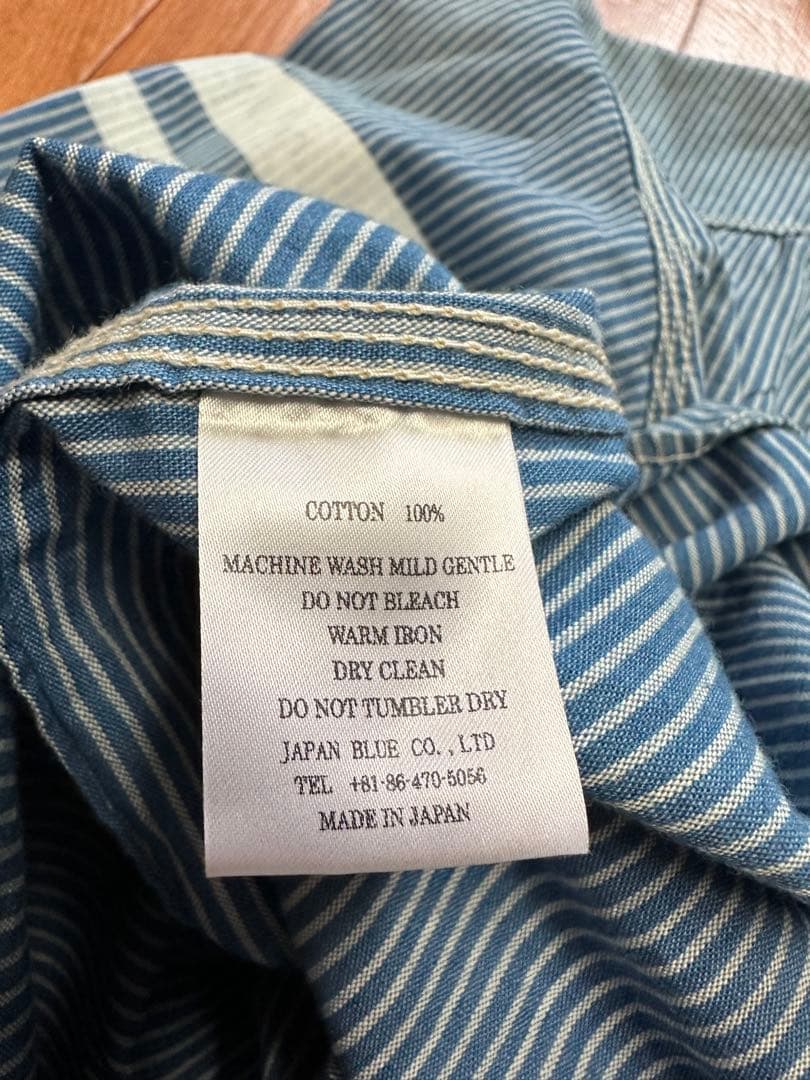 COTTON 100%
MACHINE WASH MILD GENTLE
DO NOT BLEACH
WARM IRON
DRY CLEAN
DO NOT TUMBLER DRY
JAPAN BLUE CO.,LTD
TEL +81-86-470-5056
MADE IN JAPAN